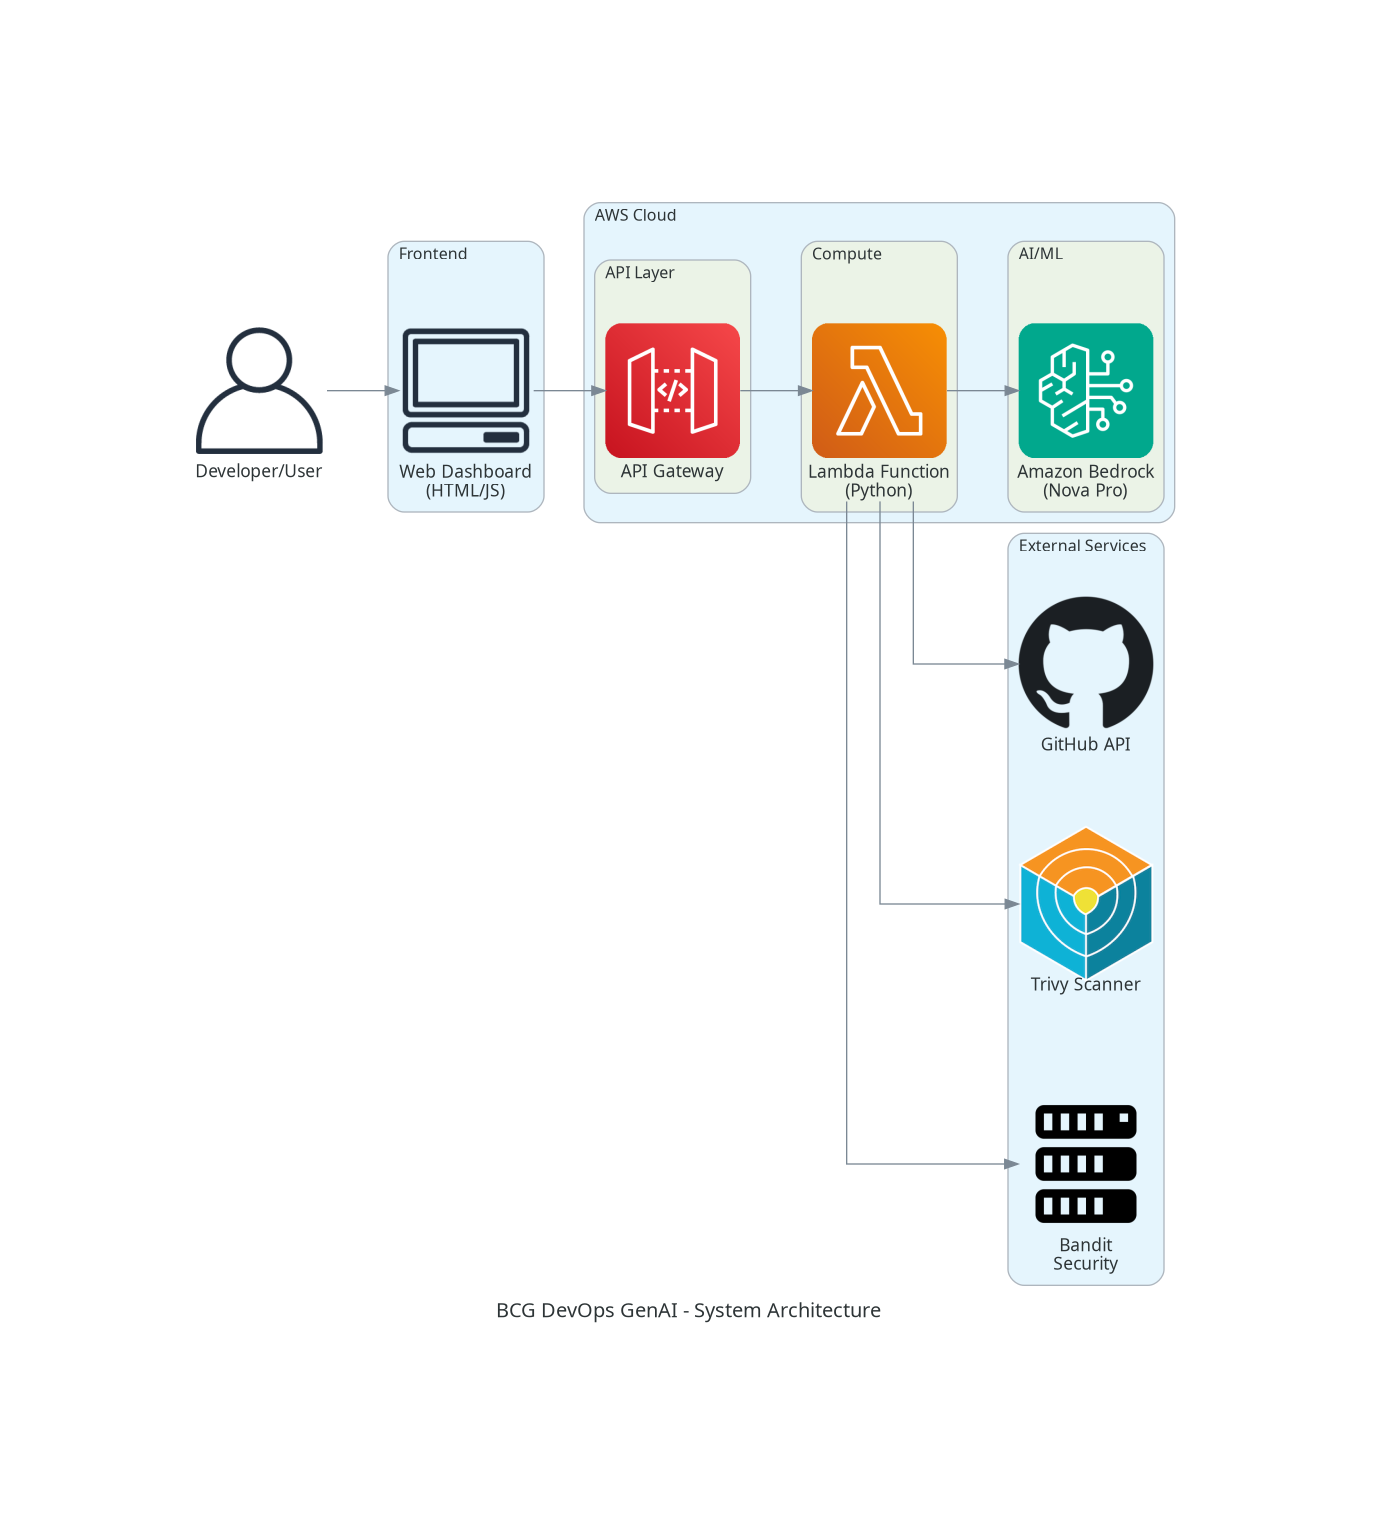 AWS Cloud
Frontend
API Layer
Compute
AI/ML
Developer/User
Web Dashboard
(HTML/JS)
API Gateway
Lambda Function
(Python)
Amazon Bedrock
(Nova Pro)
External Services
GitHub API
Trivy Scanner
Bandit
Security
BCG DevOps GenAI - System Architecture